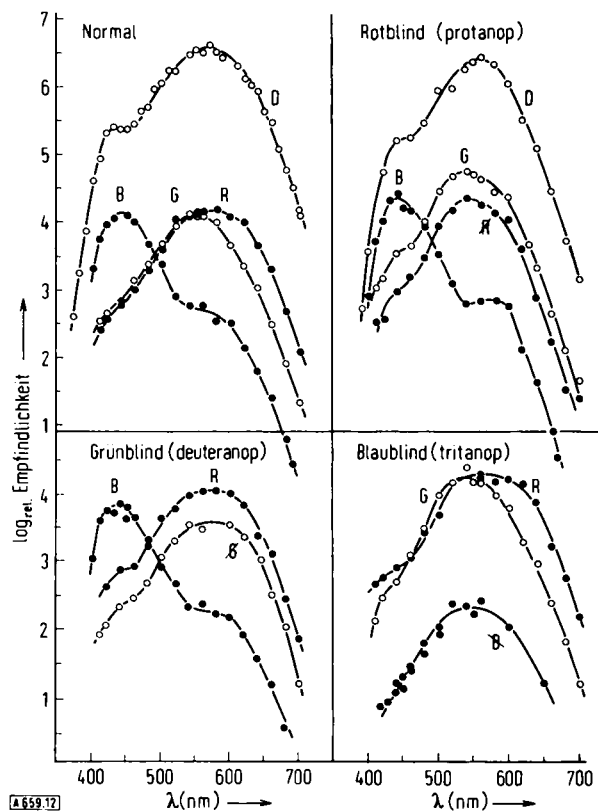 7
Normal
Rotblind (protanop)
6
D
D
5
B
G
R
B
G
R
4
3
2
1
Grünblind (deuteranop)
Blaublind (tritanop)
B
R
G
R
4
G
3
2
B
1
log rel. Empfindlichkeit
400 500 600 700
400 500 600 700
λ (nm)
λ (nm)
A 659.12